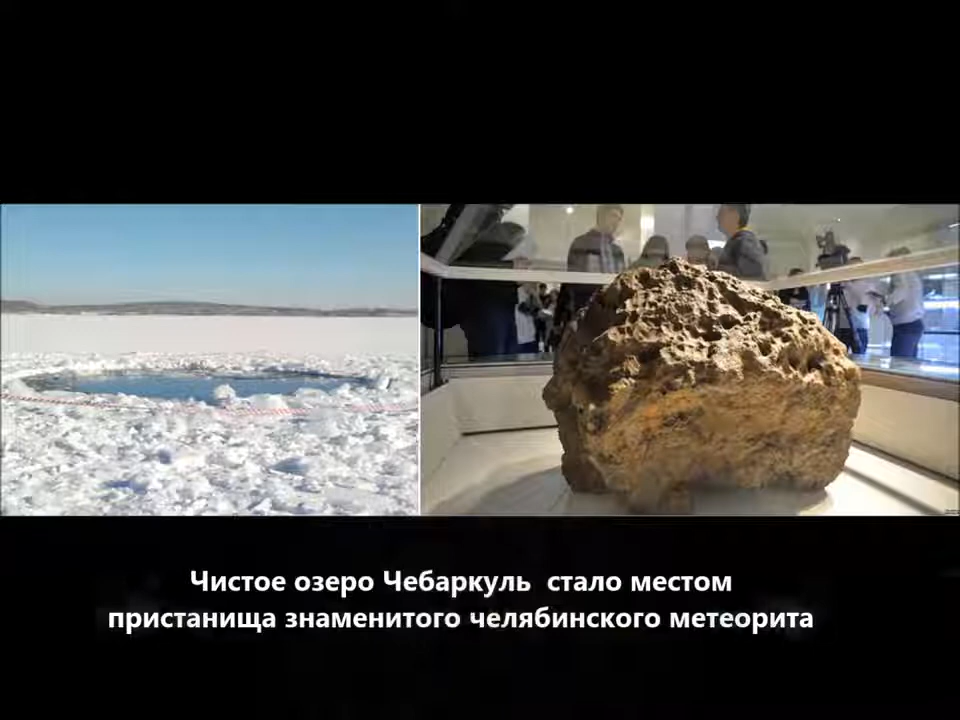 Чистое озеро Чебаркуль  стало местом
пристанища знаменитого челябинского метеорита